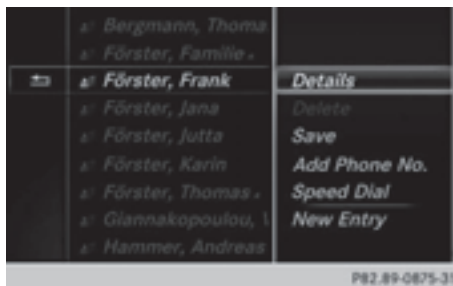 Bergmann, Thoma
Förster, Familie
Förster, Frank
Förster, Jana
Förster, Jutta
Förster, Karin
Förster, Thomas
Giannakopoulou,
Hammer, Andreas
Details
Delete
Save
Add Phone No.
Speed Dial
New Entry
P82.89-0875-31